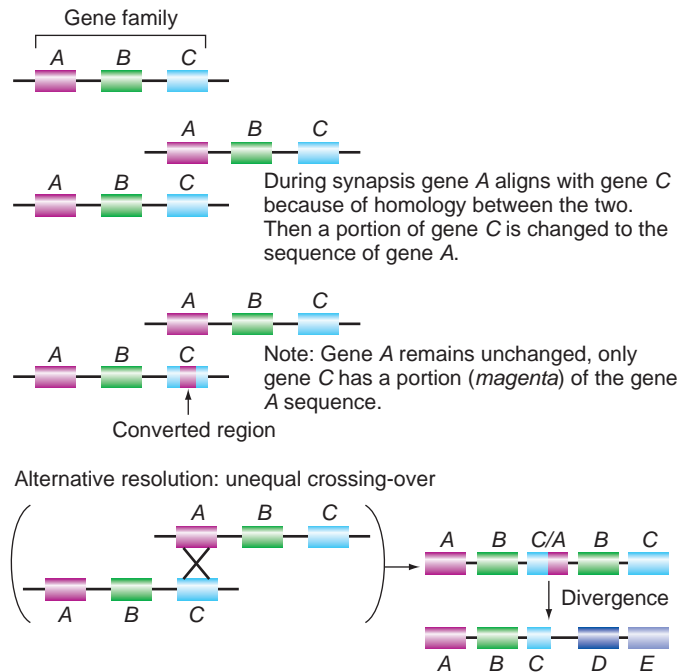 Gene family
A B C
A B C
A B C
During synapsis gene A aligns with gene C
because of homology between the two.
Then a portion of gene C is changed to the
sequence of gene A.
A B C
A B C
Note: Gene A remains unchanged, only
gene C has a portion (magenta) of the gene
A sequence.
Converted region
Alternative resolution: unequal crossing-over
A B C
A B C
A B C/A B C
Divergence
A B C D E